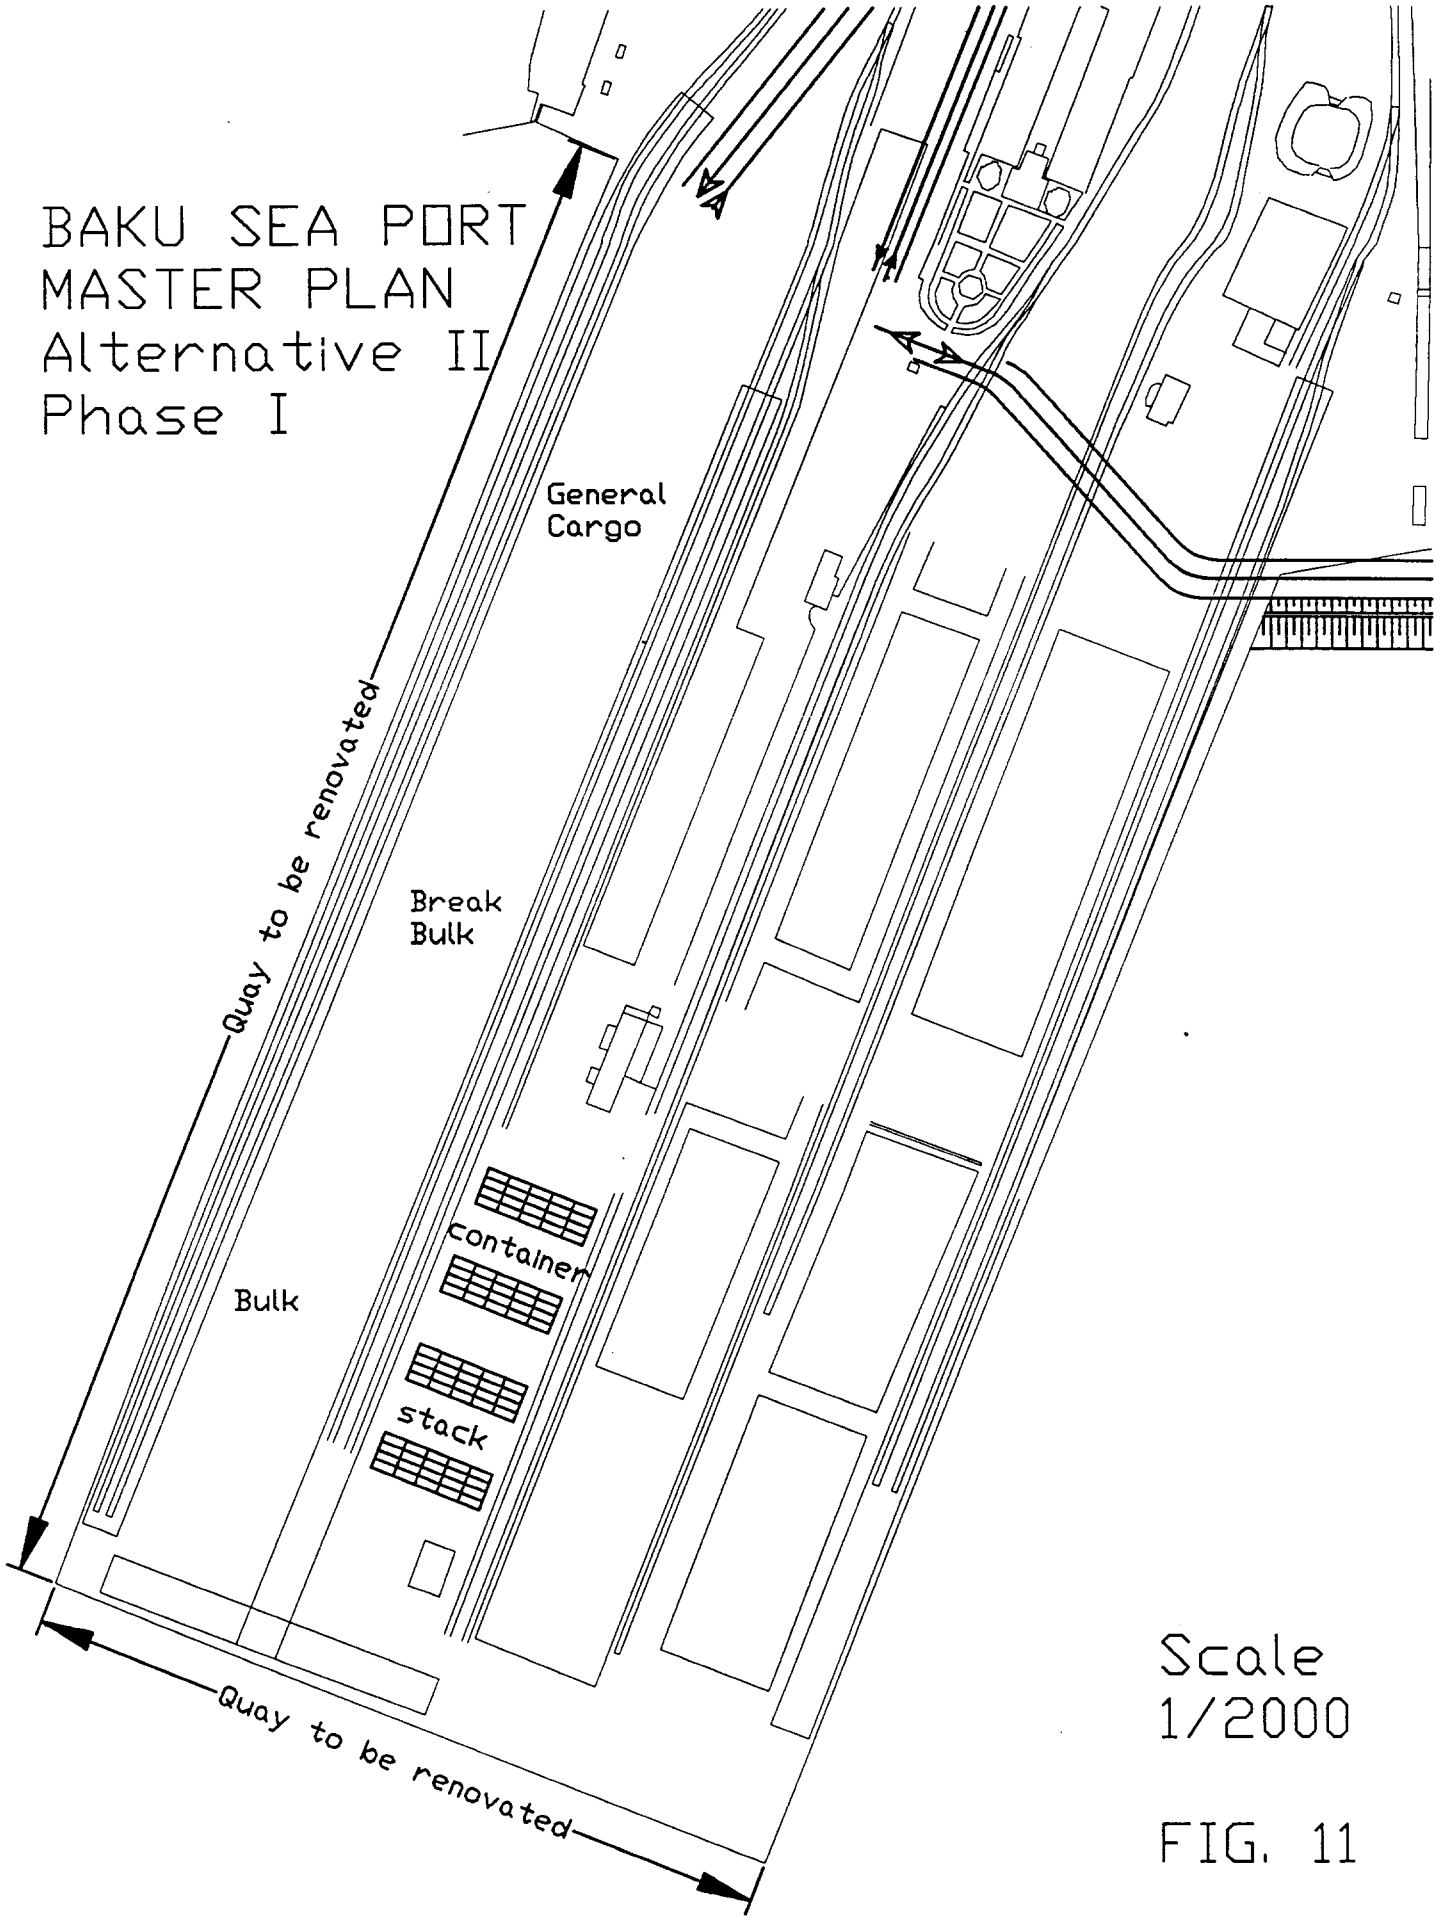 BAKU SEA PORT
MASTER PLAN
Alternative II
Phase I
General
Cargo
Quay to be renovated
Break
Bulk
container
Bulk
stack
Quay to be renovated
Scale
1/2000
FIG. 11